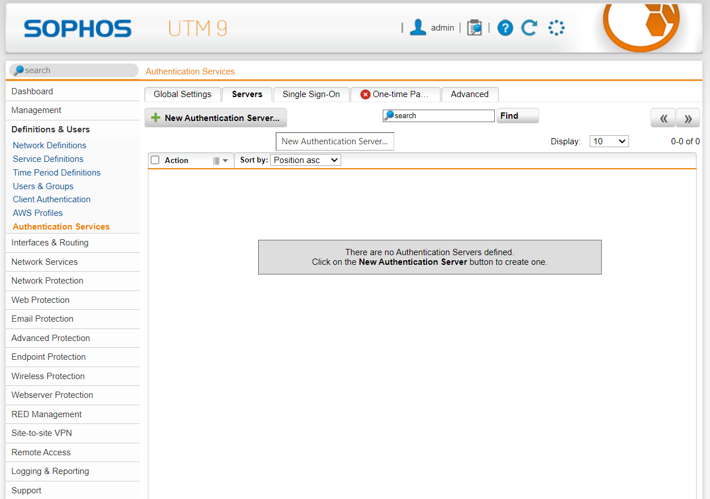 SOPHOS UTM 9
| admin | | ?
search
Authentication Services
Dashboard
Management
Definitions & Users
Network Definitions
Service Definitions
Time Period Definitions
Users & Groups
Client Authentication
AWS Profiles
Authentication Services
Interfaces & Routing
Network Services
Network Protection
Web Protection
Email Protection
Advanced Protection
Endpoint Protection
Wireless Protection
Webserver Protection
RED Management
Site-to-site VPN
Remote Access
Logging & Reporting
Support
Global Settings Servers Single Sign-On One-time Pa... Advanced
+ New Authentication Server... search Find « »
New Authentication Server... Display: 10 0-0 of 0
Action Sort by: Position asc
There are no Authentication Servers defined.
Click on the New Authentication Server button to create one.